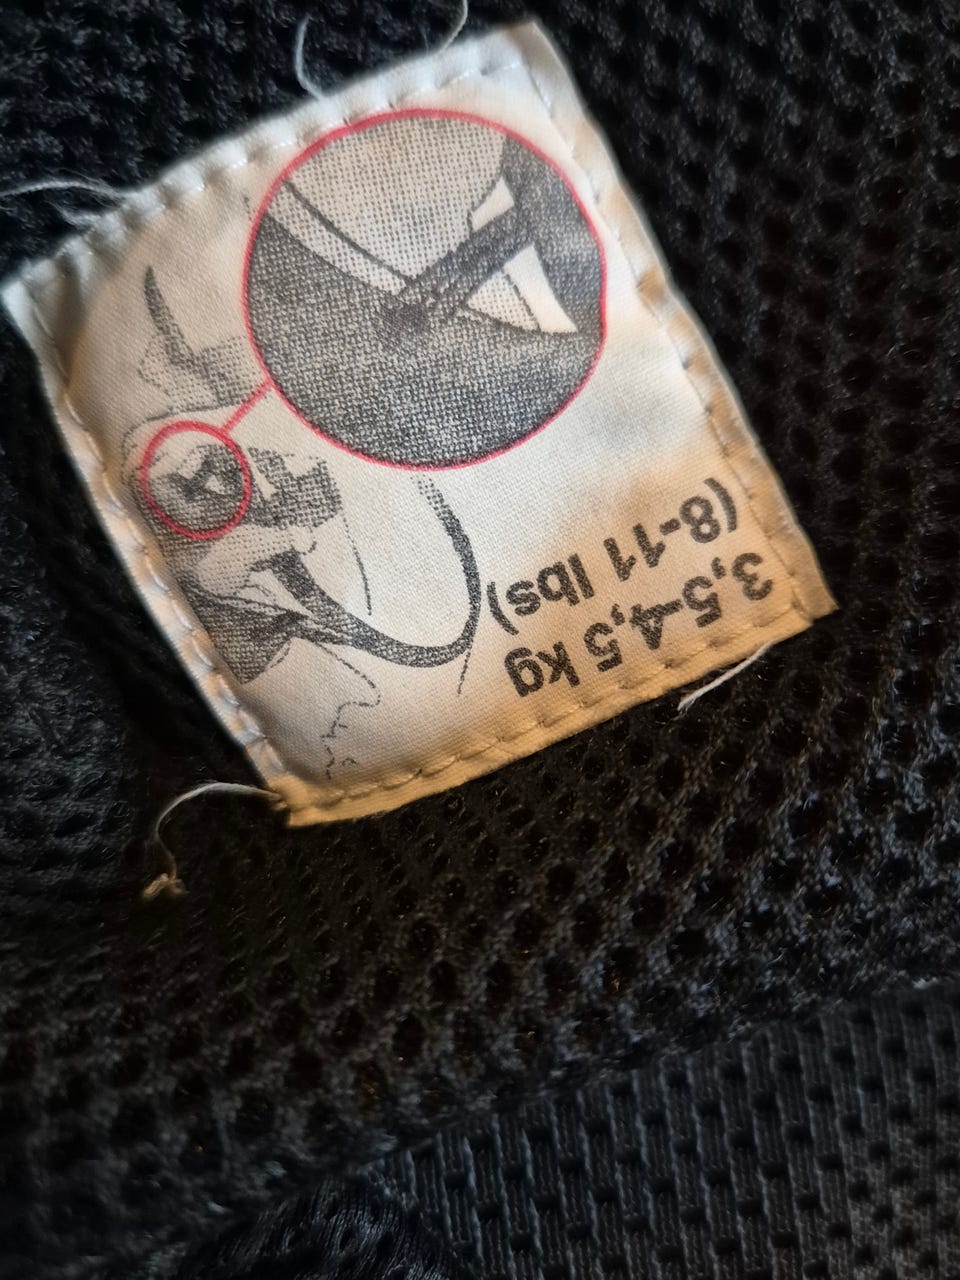 3,5-4,5 kg
(8-11 lbs)